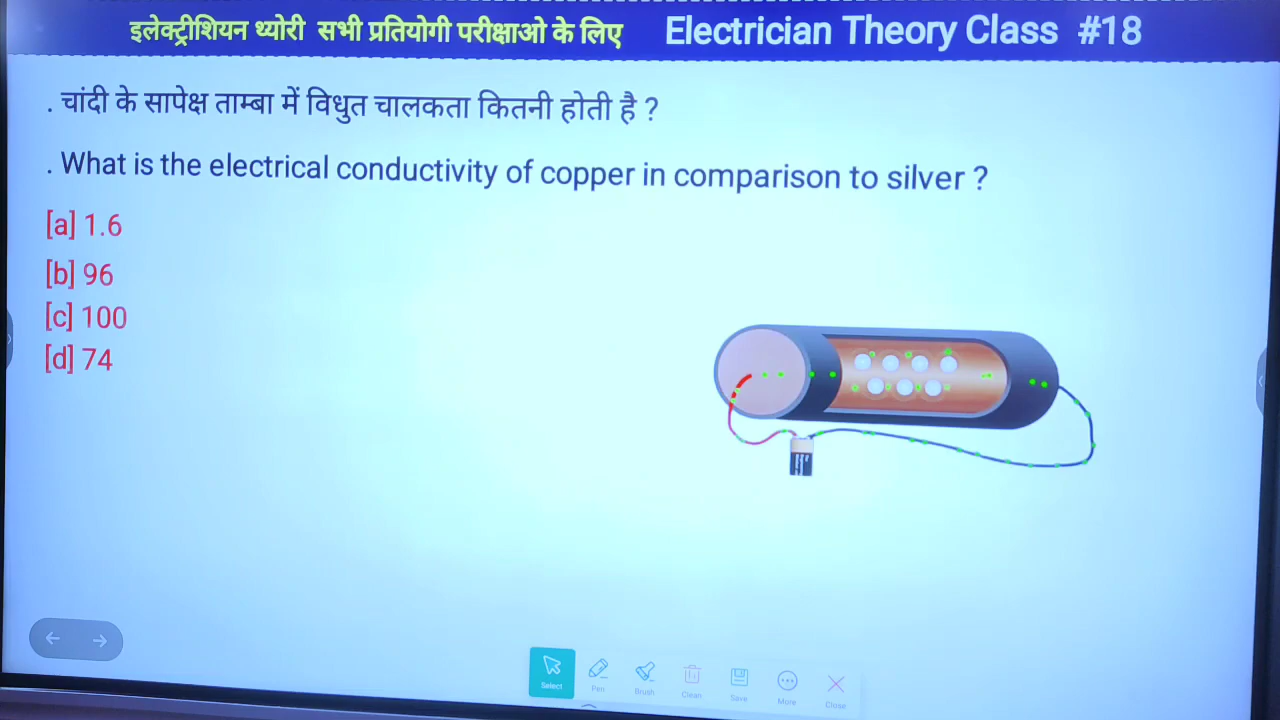 इलेक्ट्रीशियन थ्योरी सभी प्रतियोगी परीक्षाओ के लिए Electrician Theory Class #18
. चांदी के सापेक्ष ताम्बा में विधुत चालकता कितनी होती है ?
. What is the electrical conductivity of copper in comparison to silver ?
[a] 1.6
[b] 96
[c] 100
[d] 74
Select Pen Brush Clean Save More Close